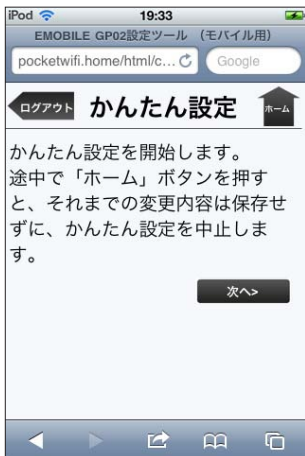 iPod 19:33
EMOBILE GP02設定ツール （モバイル用）
pocketwifi.home/html/c... Google
ログアウト かんたん設定 ホーム
かんたん設定を開始します。
途中で「ホーム」ボタンを押す
と、それまでの変更内容は保存せ
ずに、かんたん設定を中止しま
す。
次へ>